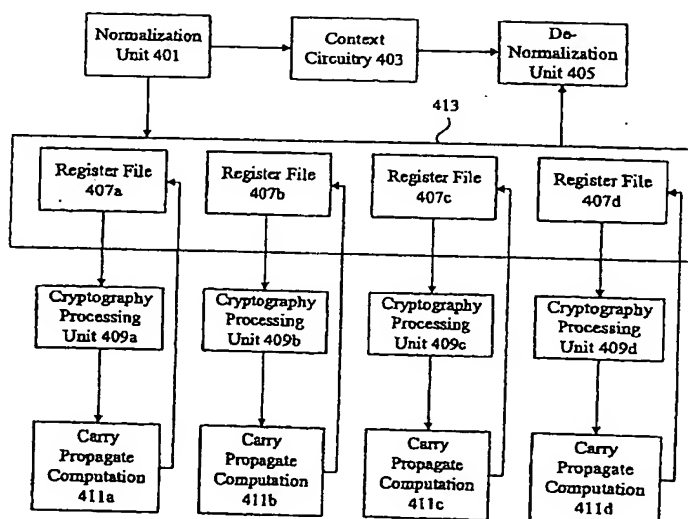 Normalization
Unit 401
Context
Circuitry 403
De-
Normalization
Unit 405
413
Register File
407a
Register File
407b
Register File
407c
Register File
407d
Cryptography
Processing
Unit 409a
Cryptography
Processing
Unit 409b
Cryptography
Processing
Unit 409c
Cryptography
Processing
Unit 409d
Carry
Propagate
Computation
411a
Carry
Propagate
Computation
411b
Carry
Propagate
Computation
411c
Carry
Propagate
Computation
411d